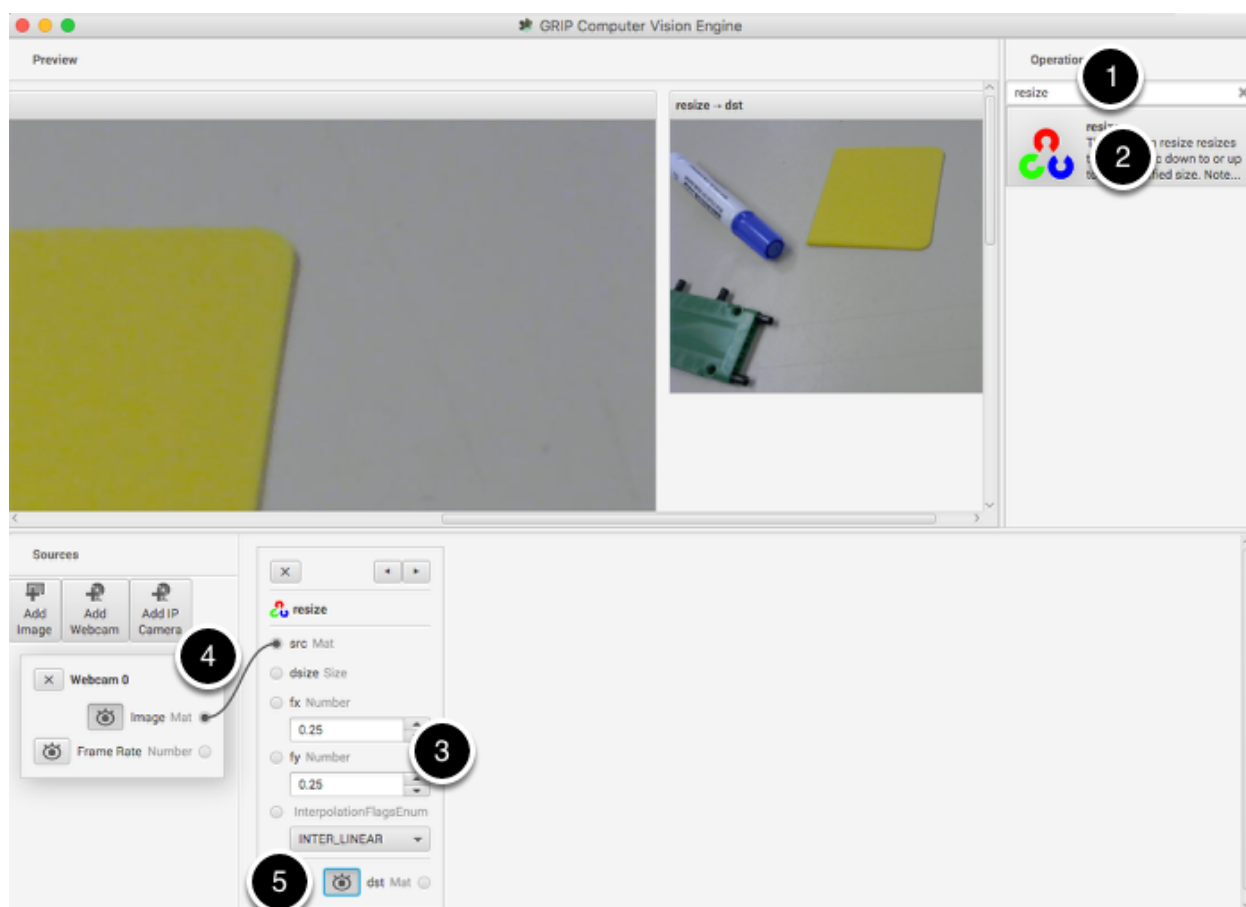 GRIP Computer Vision Engine
Preview
resize → dst
Operation
1
resize
resize
2
resize resizes
down to or up
size. Note...
Sources
Add
Image
Add
Webcam
Add IP
Camera
4
Webcam 0
Image Mat
Frame Rate Number
resize
src Mat
dsize Size
fx Number
0.25
3
fy Number
0.25
InterpolationFlagsEnum
INTER_LINEAR
5
dst Mat